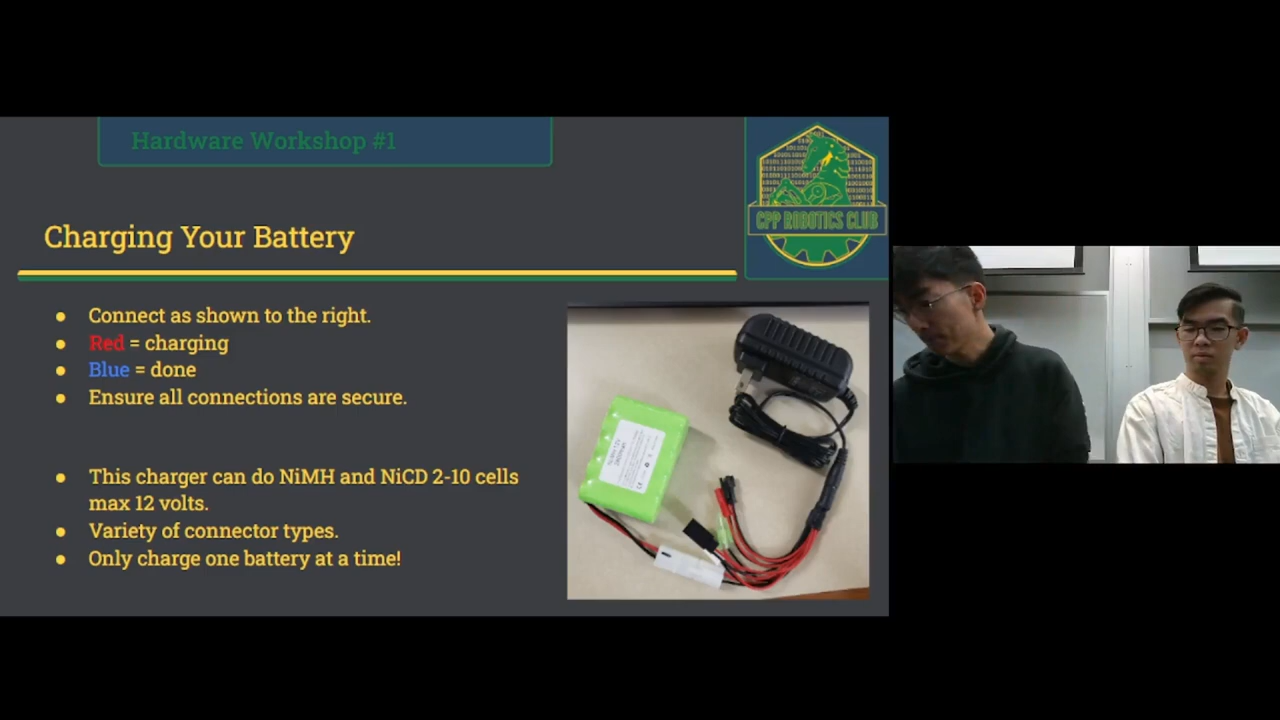 Hardware Workshop #1
CPP ROBOTICS CLUB
Charging Your Battery
● Connect as shown to the right.
● Red = charging
● Blue = done
● Ensure all connections are secure.
● This charger can do NiMH and NiCD 2-10 cells
max 12 volts.
● Variety of connector types.
● Only charge one battery at a time!